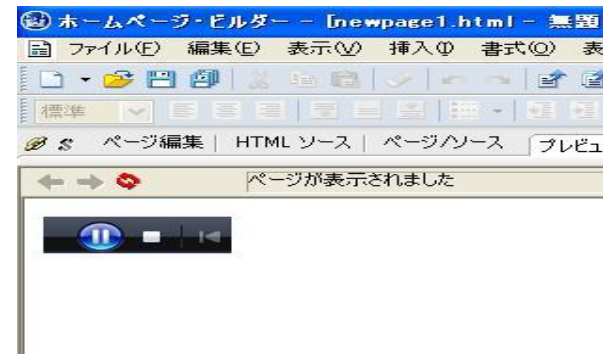 ホームページ・ビルダー - [newpage1.html - 無題
ファイル(F) 編集(E) 表示(V) 挿入(I) 書式(O) 表
標準
ページ編集 | HTML ソース | ページ/ソース プレビュ
ページが表示されました